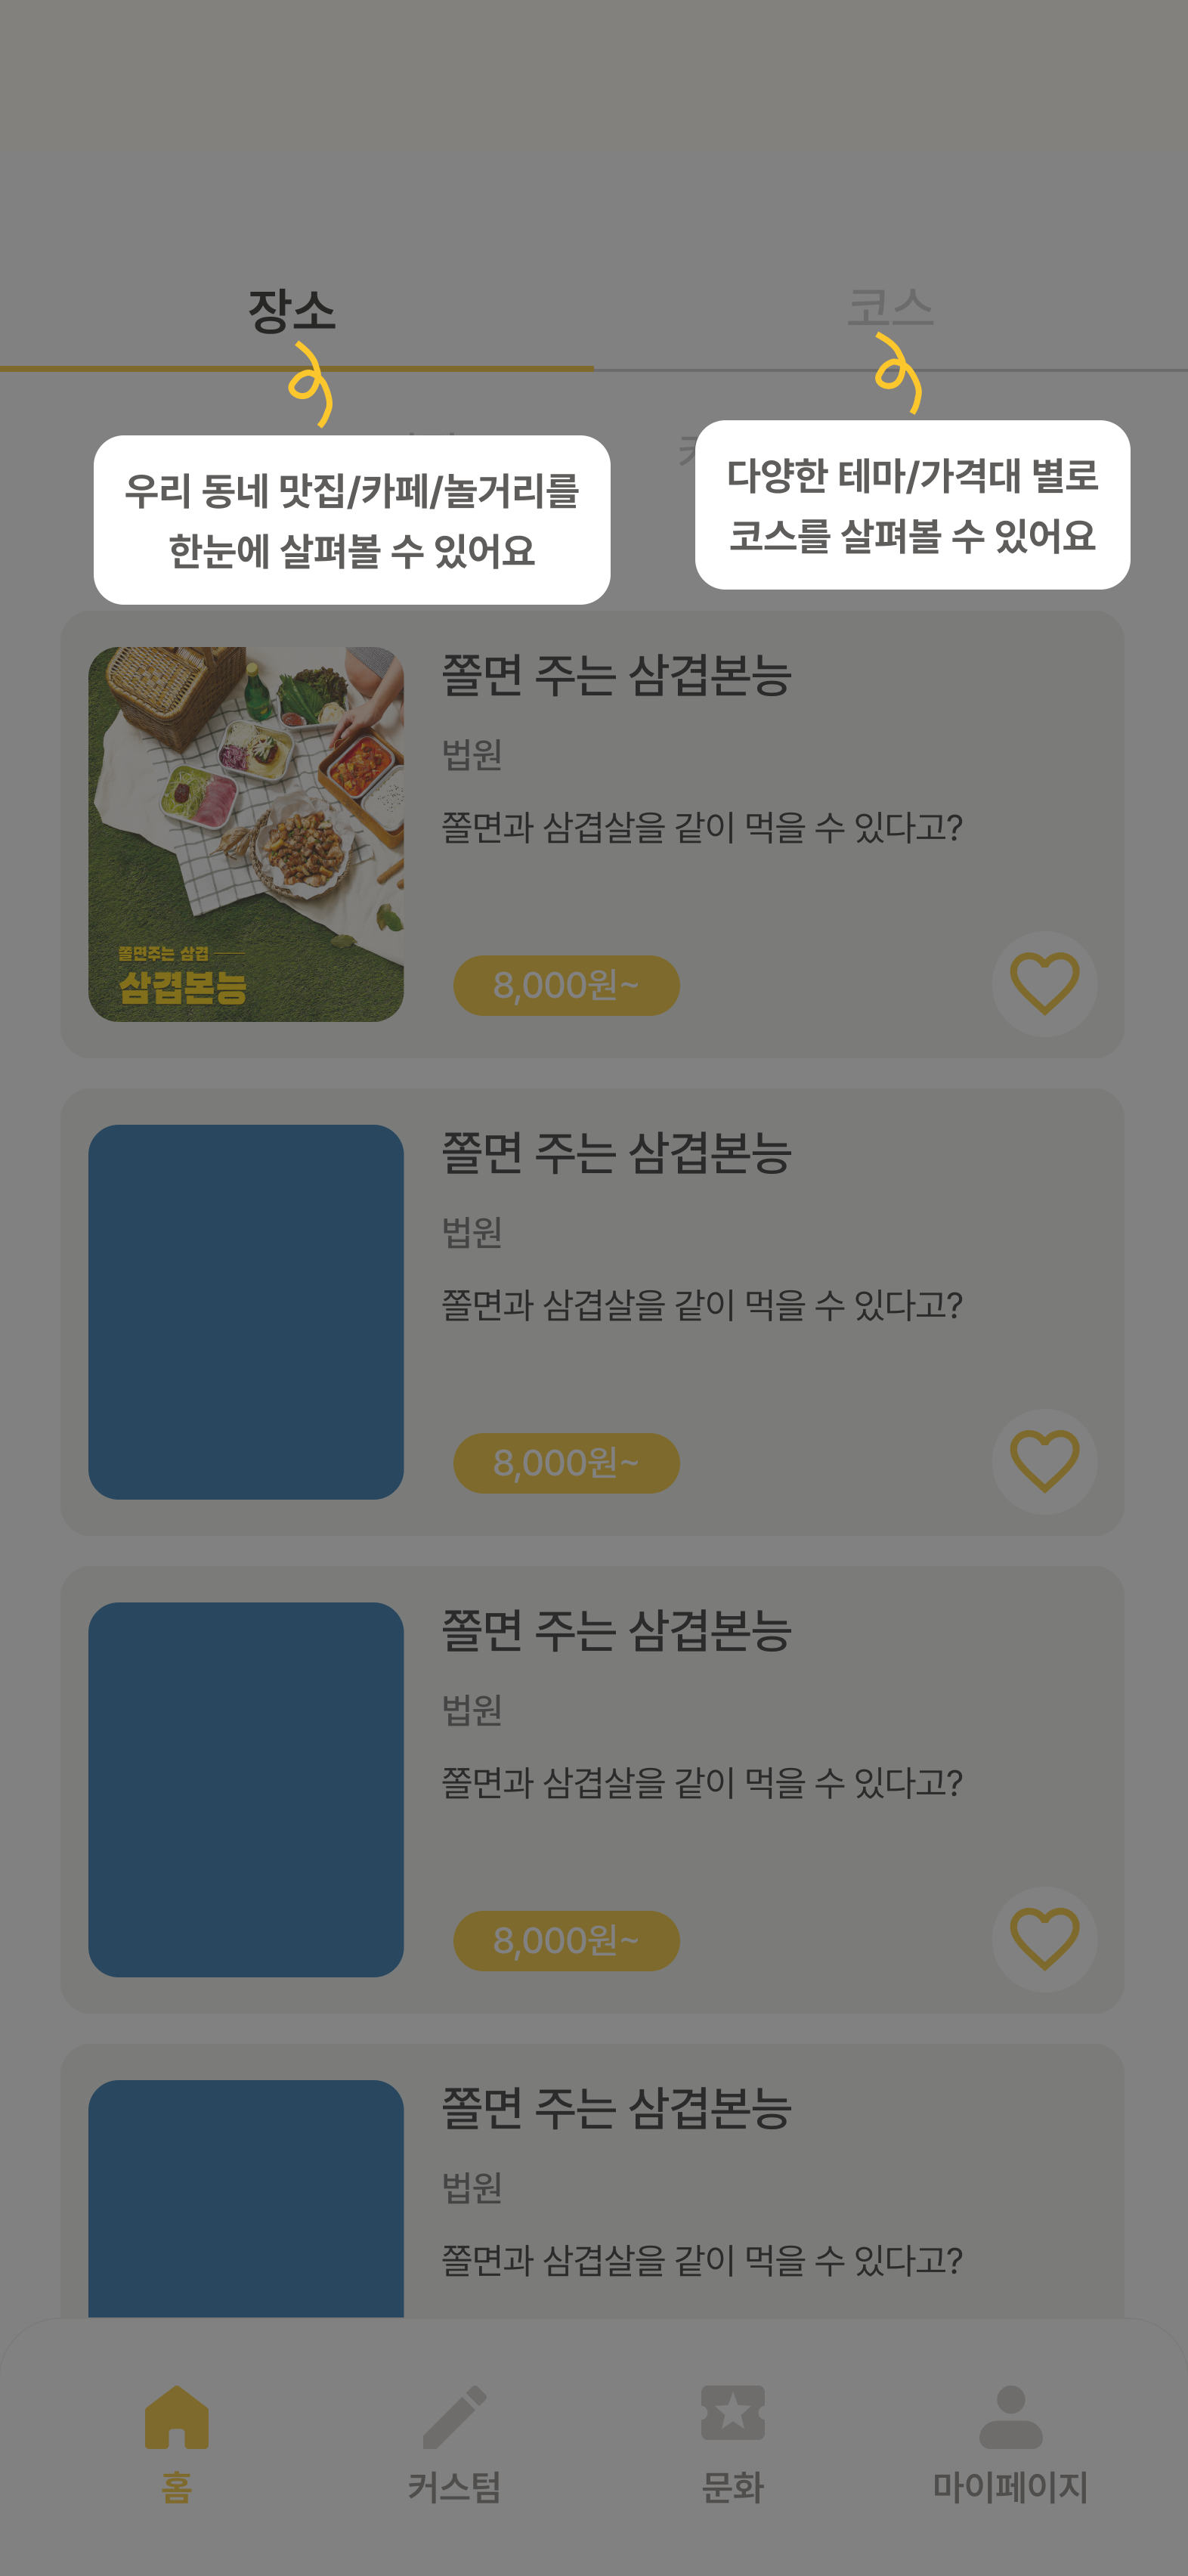 장소
코스
우리 동네 맛집/카페/놀거리를
한눈에 살펴볼 수 있어요
다양한 테마/가격대 별로
코스를 살펴볼 수 있어요
쫄면 주는 삼겹본능
법원
쫄면과 삼겹살을 같이 먹을 수 있다고?
쫄면주는 삼겹
삼겹본능
8,000원~
쫄면 주는 삼겹본능
법원
쫄면과 삼겹살을 같이 먹을 수 있다고?
8,000원~
쫄면 주는 삼겹본능
법원
쫄면과 삼겹살을 같이 먹을 수 있다고?
8,000원~
쫄면 주는 삼겹본능
법원
쫄면과 삼겹살을 같이 먹을 수 있다고?
홈
커스텀
문화
마이페이지